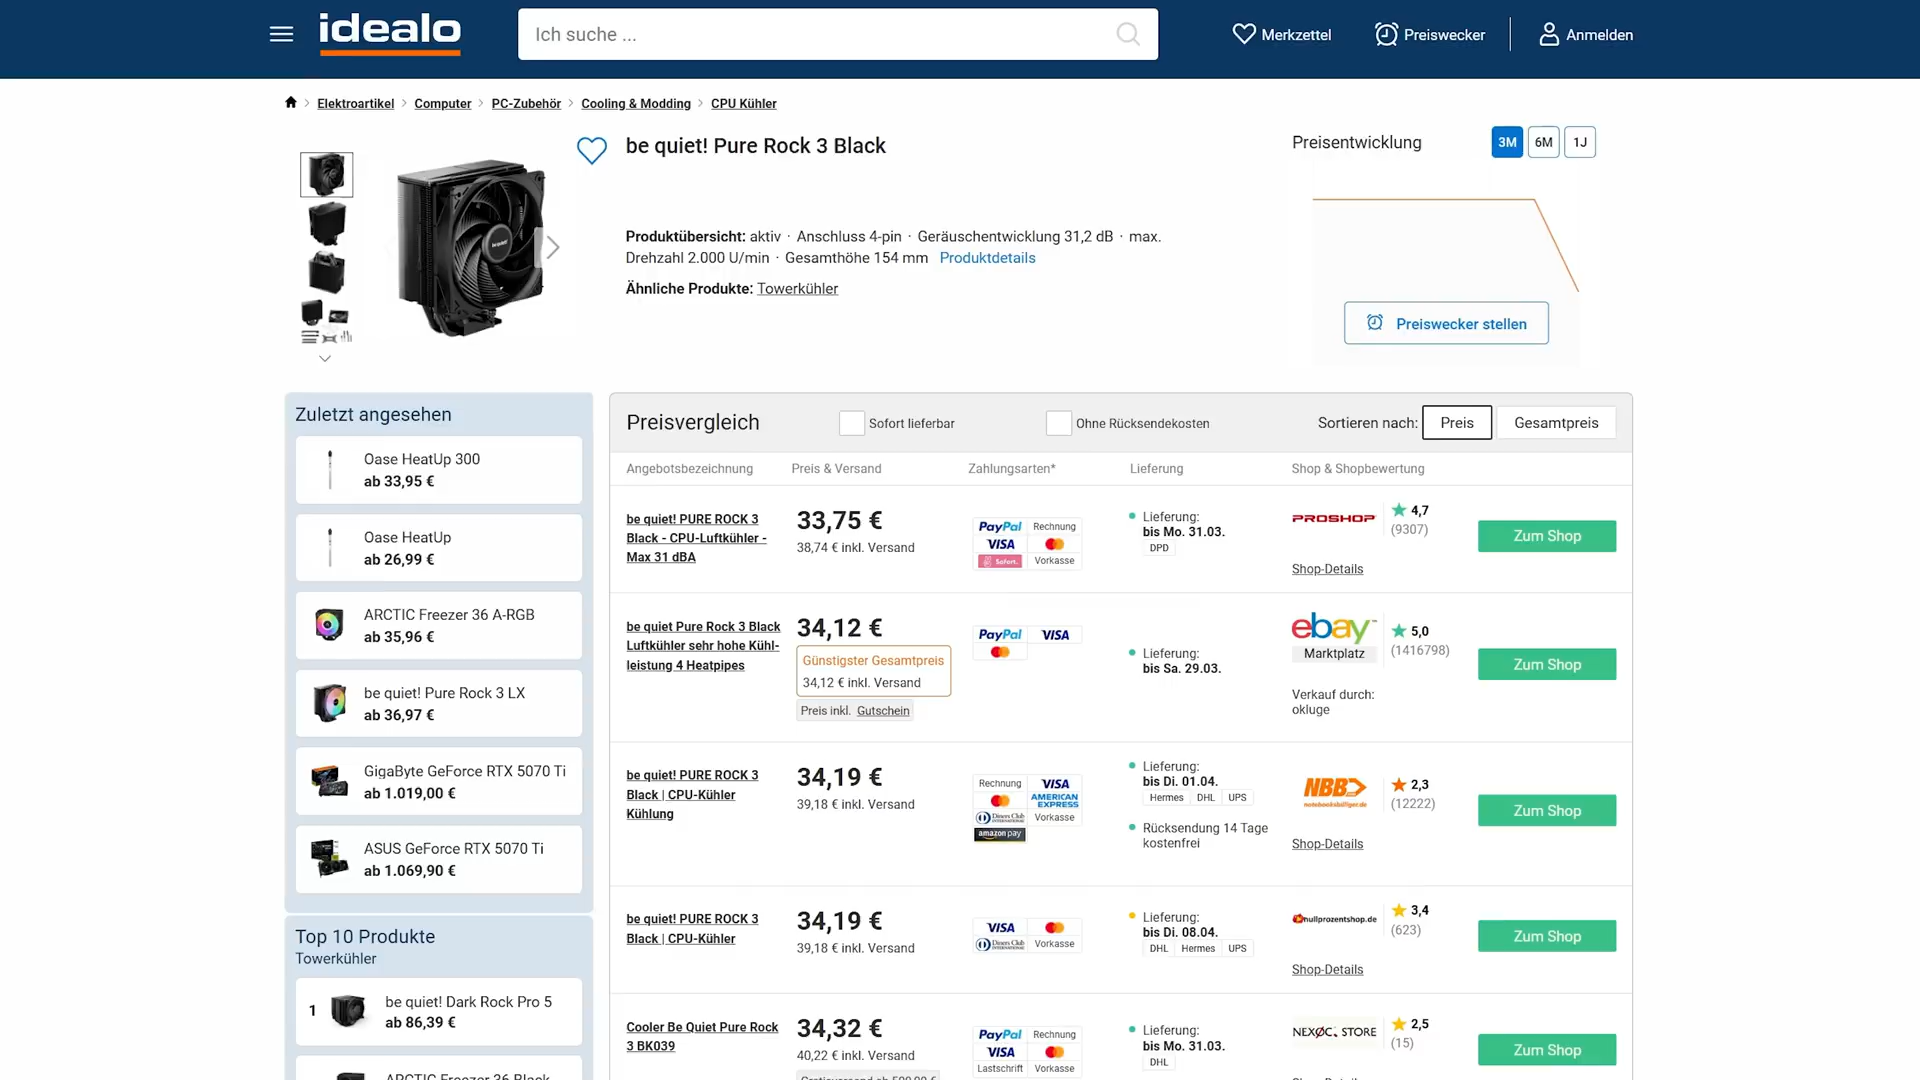 idealo
Ich suche ...
Merkzettel
Preiswecker
Anmelden
Elektroartikel
Computer
PC-Zubehör
Cooling & Modding
CPU Kühler
be quiet! Pure Rock 3 Black
Produktübersicht: aktiv · Anschluss 4-pin · Geräuschentwicklung 31,2 dB · max.
Drehzahl 2.000 U/min · Gesamthöhe 154 mm Produktdetails
Ähnliche Produkte: Towerkühler
Preisentwicklung
3M
6M
1J
Preiswecker stellen
Zuletzt angesehen
Oase HeatUp 300
ab 33,95 €
Oase HeatUp
ab 26,99 €
ARCTIC Freezer 36 A-RGB
ab 35,96 €
be quiet! Pure Rock 3 LX
ab 36,97 €
GigaByte GeForce RTX 5070 Ti
ab 1.019,00 €
ASUS GeForce RTX 5070 Ti
ab 1.069,90 €
Top 10 Produkte
Towerkühler
1
be quiet! Dark Rock Pro 5
ab 86,39 €
ARCTIC Freezer 36 Black
Preisvergleich
Sofort lieferbar
Ohne Rücksendekosten
Sortieren nach:
Preis
Gesamtpreis
Angebotsbezeichnung
Preis & Versand
Zahlungsarten*
Lieferung
Shop & Shopbewertung
be quiet! PURE ROCK 3
Black - CPU-Luftkühler -
Max 31 dBA
33,75 €
38,74 € inkl. Versand
PayPal Rechnung
VISA
Sofort. Vorkasse
Lieferung:
bis Mo. 31.03.
DPD
PROSHOP
4,7
(9307)
Shop-Details
Zum Shop
be quiet Pure Rock 3 Black
Luftkühler sehr hohe Kühl-
leistung 4 Heatpipes
34,12 €
Günstigster Gesamtpreis
34,12 € inkl. Versand
Preis inkl. Gutschein
PayPal VISA
Lieferung:
bis Sa. 29.03.
ebay™
Marktplatz
5,0
(1416798)
Verkauf durch:
okluge
Zum Shop
be quiet! PURE ROCK 3
Black | CPU-Kühler
Kühlung
34,19 €
39,18 € inkl. Versand
Rechnung VISA
AMERICAN EXPRESS
Diners Club INTERNATIONAL Vorkasse
amazon pay
Lieferung:
bis Di. 01.04.
Hermes DHL UPS
Rücksendung 14 Tage
kostenfrei
NBB
notebooksbilliger.de
2,3
(12222)
Shop-Details
Zum Shop
be quiet! PURE ROCK 3
Black | CPU-Kühler
34,19 €
39,18 € inkl. Versand
VISA
Diners Club INTERNATIONAL Vorkasse
Lieferung:
bis Di. 08.04.
DHL Hermes UPS
nullprozentshop.de
3,4
(623)
Shop-Details
Zum Shop
Cooler Be Quiet Pure Rock
3 BK039
34,32 €
40,22 € inkl. Versand
PayPal Rechnung
VISA
Lastschrift Vorkasse
Lieferung:
bis Mo. 31.03.
DHL
NEXOC. STORE
2,5
(15)
Zum Shop